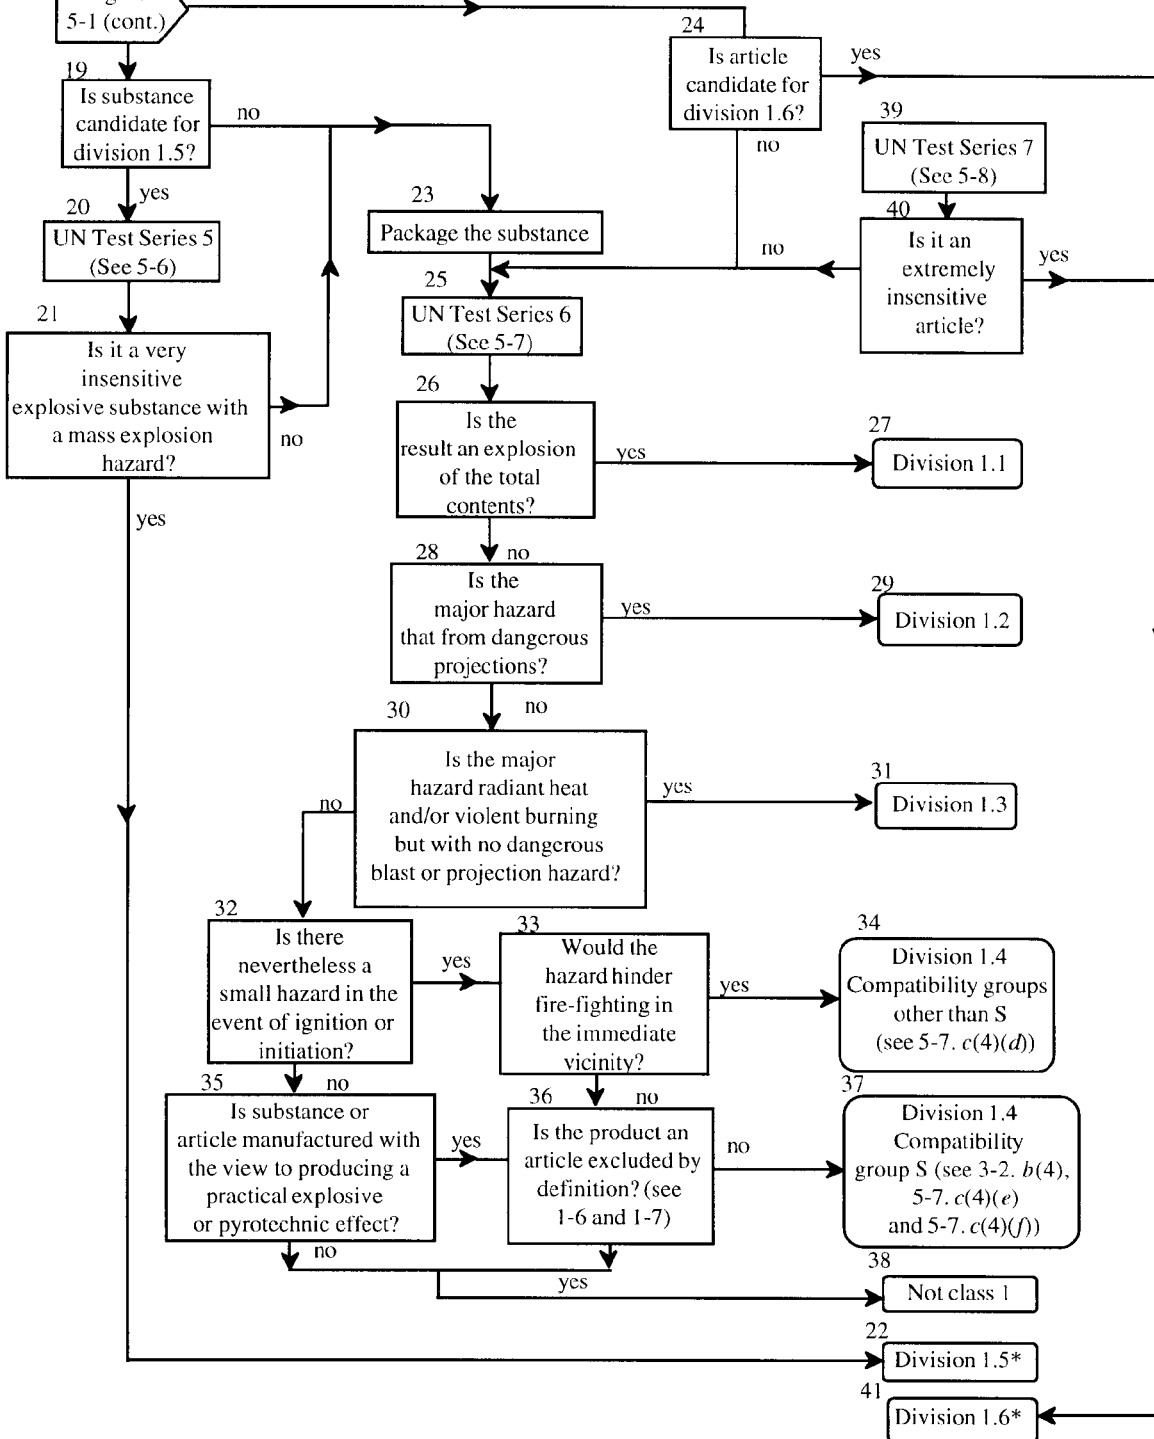 5-1 (cont.)
24
Is article
candidate for
division 1.6?
yes
no
19
Is substance
candidate for
division 1.5?
no
yes
39
UN Test Series 7
(See 5-8)
20
UN Test Series 5
(See 5-6)
23
Package the substance
40
Is it an
extremely
insensitive
article?
no
yes
21
Is it a very
insensitive
explosive substance with
a mass explosion
hazard?
no
yes
25
UN Test Series 6
(See 5-7)
26
Is the
result an explosion
of the total
contents?
yes
no
27
Division 1.1
28
Is the
major hazard
that from dangerous
projections?
yes
no
29
Division 1.2
30
Is the major
hazard radiant heat
and/or violent burning
but with no dangerous
blast or projection hazard?
yes
no
31
Division 1.3
32
Is there
nevertheless a
small hazard in the
event of ignition or
initiation?
yes
no
33
Would the
hazard hinder
fire-fighting in
the immediate
vicinity?
yes
no
34
Division 1.4
Compatibility groups
other than S
(see 5-7. c(4)(d))
35
Is substance or
article manufactured with
the view to producing a
practical explosive
or pyrotechnic effect?
yes
no
36
Is the product an
article excluded by
definition? (see
1-6 and 1-7)
no
yes
37
Division 1.4
Compatibility
group S (see 3-2. b(4),
5-7. c(4)(e)
and 5-7. c(4)(f))
38
Not class 1
22
Division 1.5*
41
Division 1.6*